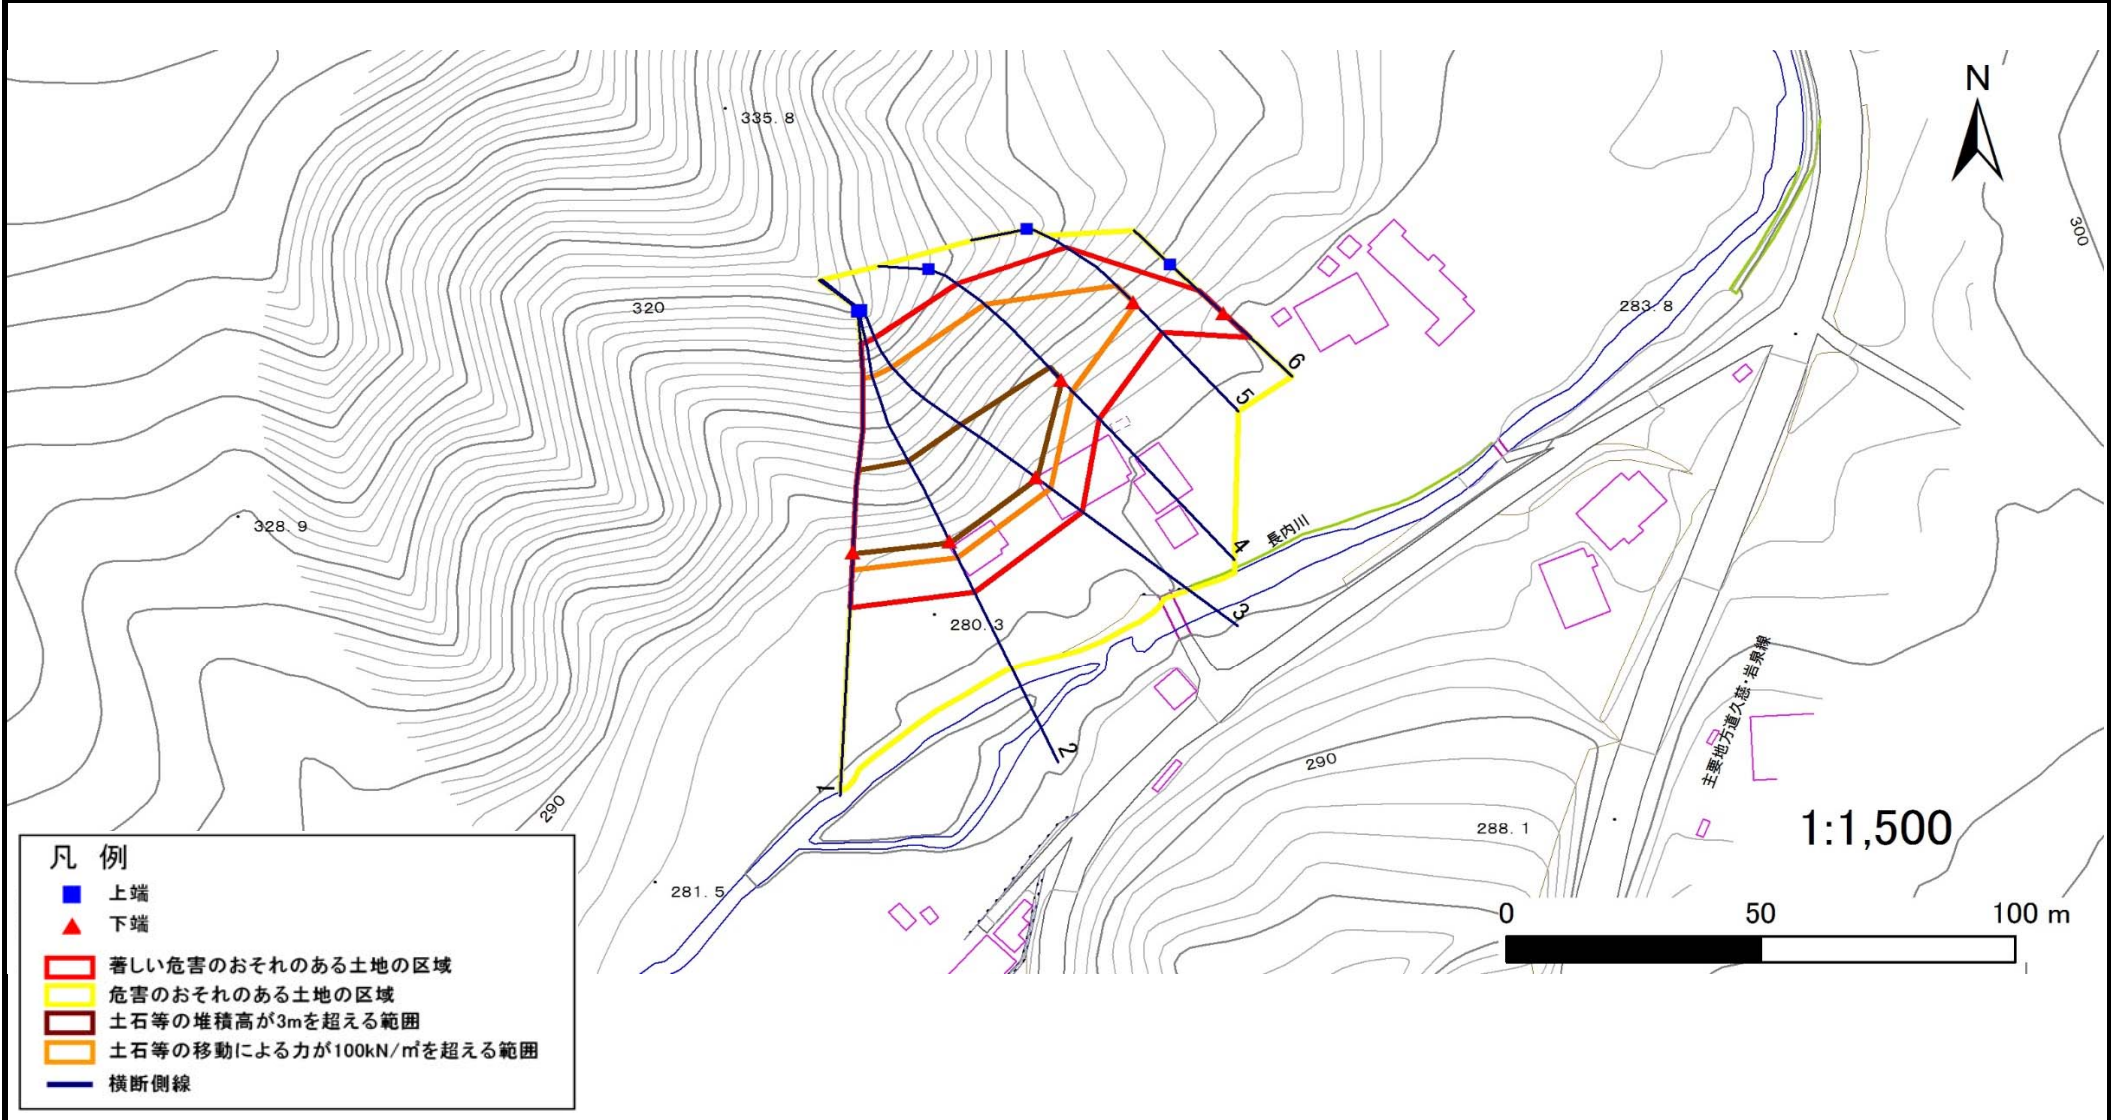 N
335. 8
300
320
283. 8
6
5
328. 9
長内川
4
3
280. 3
主要地方道久慈・岩泉線
2
290
1
290
288. 1
1:1,500
281. 5
0 50 100 m
凡 例
上端
下端
著しい危害のおそれのある土地の区域
危害のおそれのある土地の区域
土石等の堆積高が3mを超える範囲
土石等の移動による力が100kN/㎡を超える範囲
横断側線